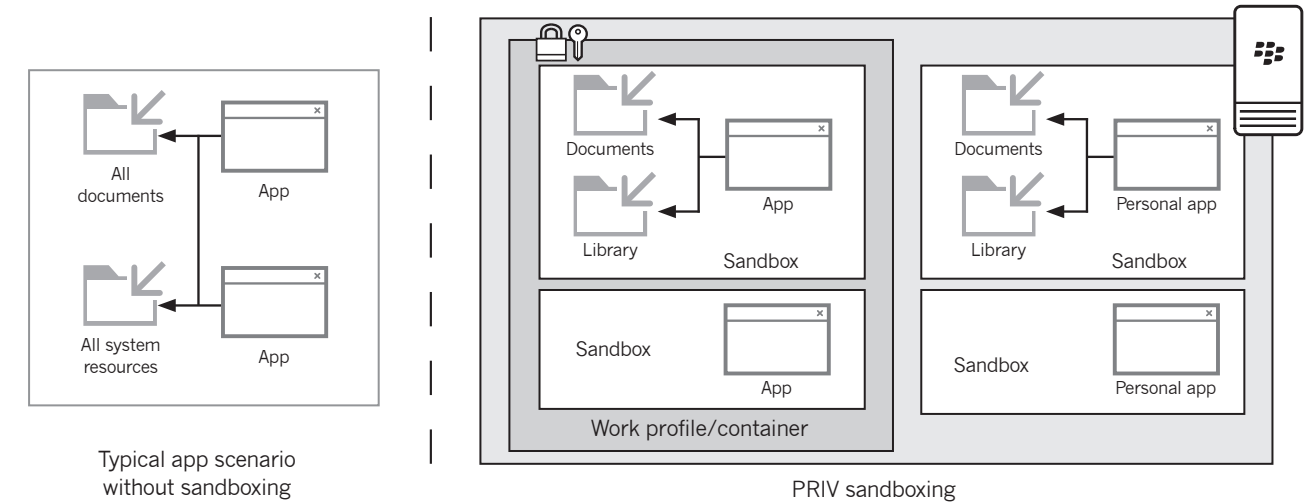 All
documents
App
All system
resources
App
Typical app scenario
without sandboxing
Documents
App
Library
Sandbox
Sandbox
App
Work profile/container
Documents
Personal app
Library
Sandbox
Sandbox
Personal app
PRIV sandboxing